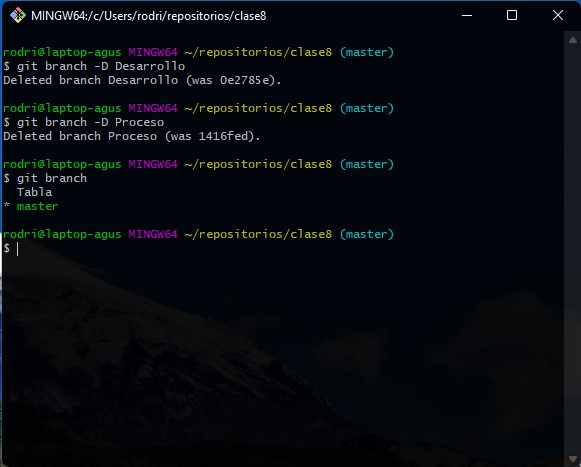 MINGW64:/c/Users/rodri/repositorios/clase8
rodri@laptop-agus MINGW64 ~/repositorios/clase8 (master)
$ git branch -D Desarrollo
Deleted branch Desarrollo (was 0e2785e).
rodri@laptop-agus MINGW64 ~/repositorios/clase8 (master)
$ git branch -D Proceso
Deleted branch Proceso (was 1416fed).
rodri@laptop-agus MINGW64 ~/repositorios/clase8 (master)
$ git branch
  Tabla
* master
rodri@laptop-agus MINGW64 ~/repositorios/clase8 (master)
$